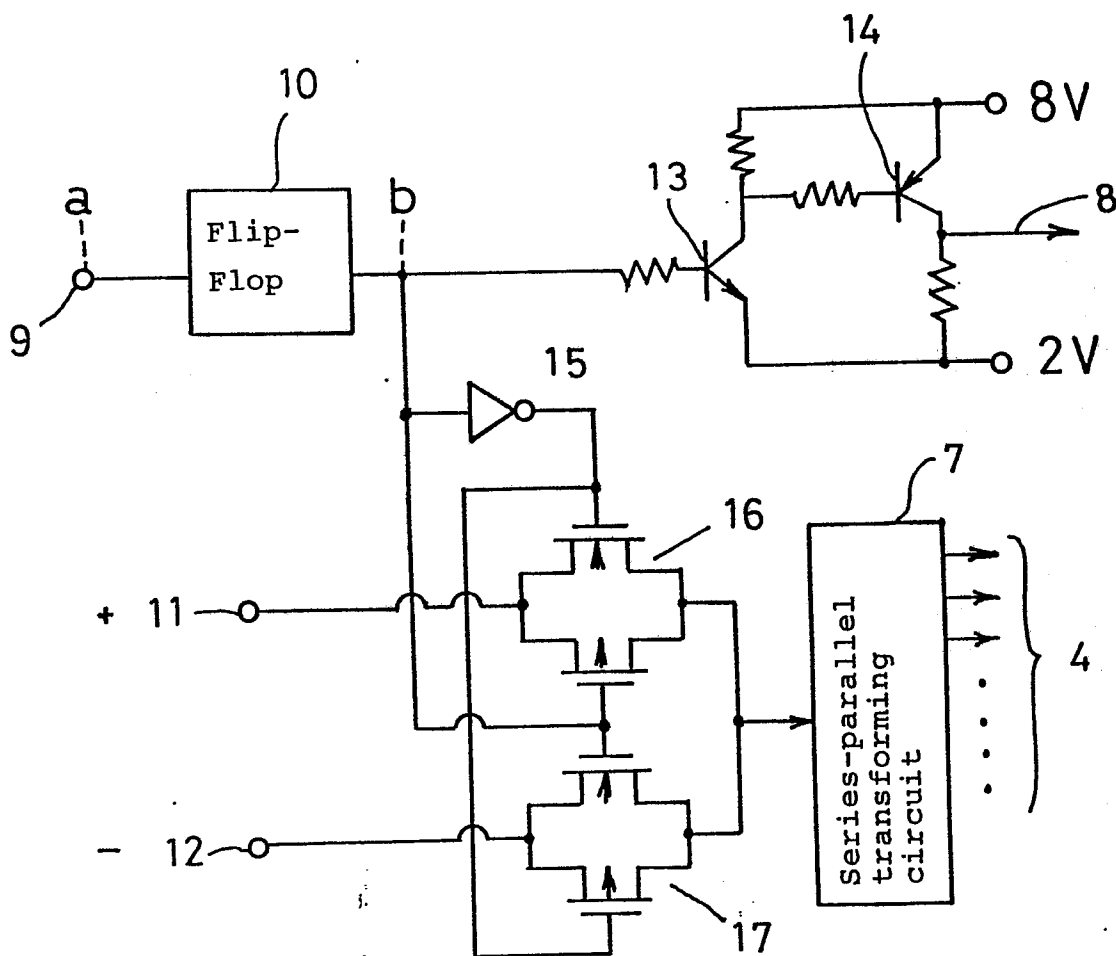 14
10
8V
a
b
13
8
Flip-
Flop
9
2V
15
7
16
+ 11
4
Series-parallel
transforming
circuit
- 12
17